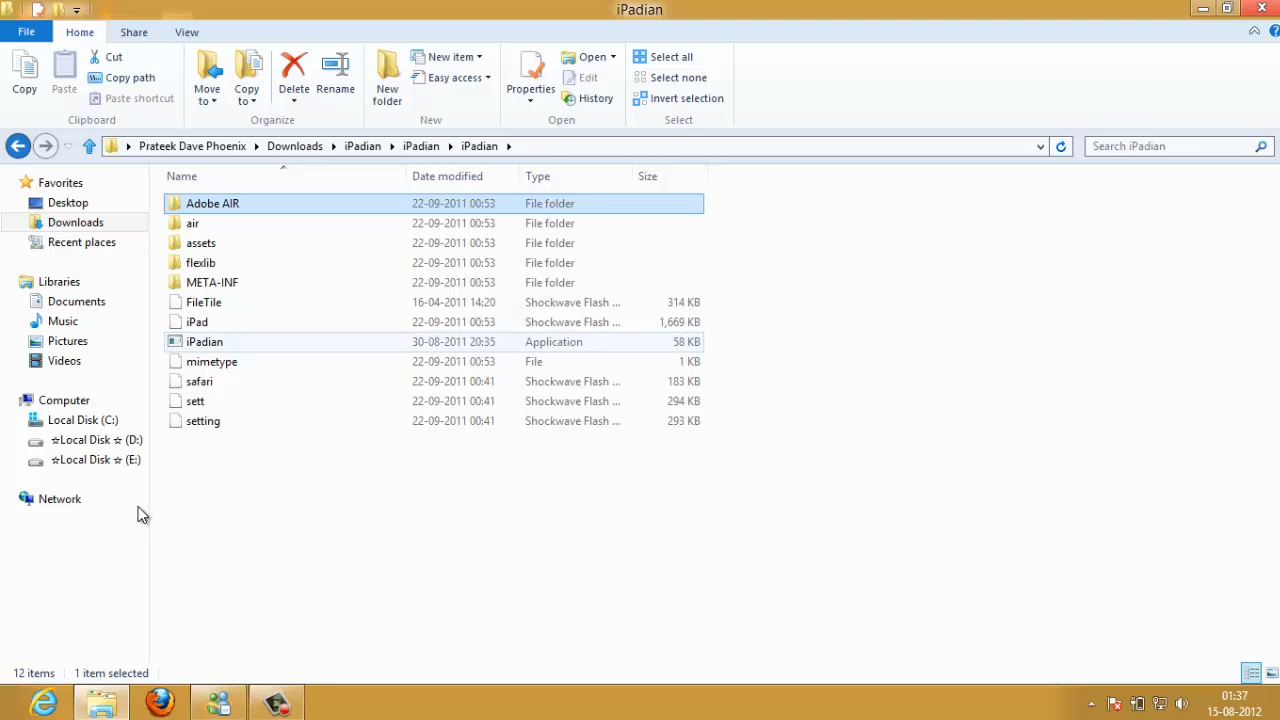 iPadian
File Home Share View
Copy Paste Cut Copy path Paste shortcut Clipboard
Move to Copy to Delete Rename Organize
New folder New item Easy access New
Properties Open Edit History Open
Select all Select none Invert selection Select
Prateek Dave Phoenix Downloads iPadian iPadian iPadian Search iPadian
Favorites
Desktop
Downloads
Recent places
Libraries
Documents
Music
Pictures
Videos
Computer
Local Disk (C:)
☆Local Disk ☆ (D:)
☆Local Disk ☆ (E:)
Network
Name Date modified Type Size
Adobe AIR 22-09-2011 00:53 File folder
air 22-09-2011 00:53 File folder
assets 22-09-2011 00:53 File folder
flexlib 22-09-2011 00:53 File folder
META-INF 22-09-2011 00:53 File folder
FileTile 16-04-2011 14:20 Shockwave Flash ... 314 KB
iPad 22-09-2011 00:53 Shockwave Flash ... 1,669 KB
iPadian 30-08-2011 20:35 Application 58 KB
mimetype 22-09-2011 00:53 File 1 KB
safari 22-09-2011 00:41 Shockwave Flash ... 183 KB
sett 22-09-2011 00:41 Shockwave Flash ... 294 KB
setting 22-09-2011 00:41 Shockwave Flash ... 293 KB
12 items 1 item selected
01:37
15-08-2012